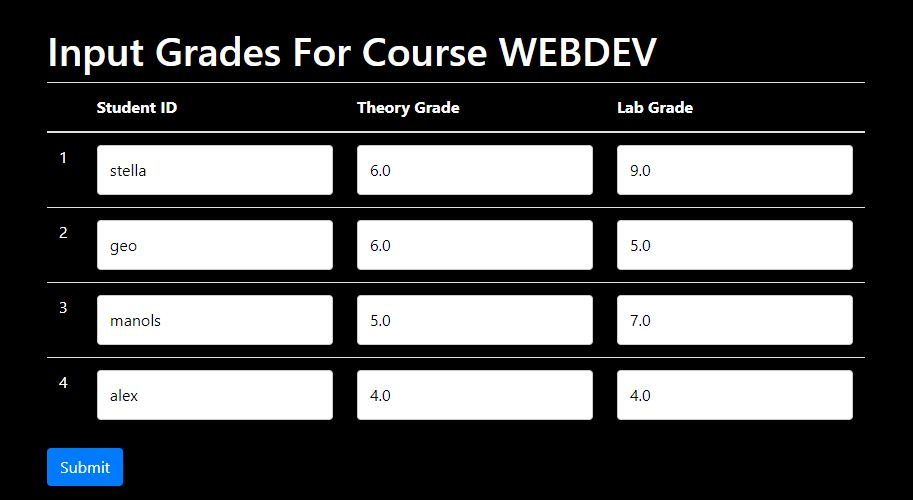 Input Grades For Course WEBDEV
Student ID Theory Grade Lab Grade
1 stella 6.0 9.0
2 geo 6.0 5.0
3 manols 5.0 7.0
4 alex 4.0 4.0
Submit